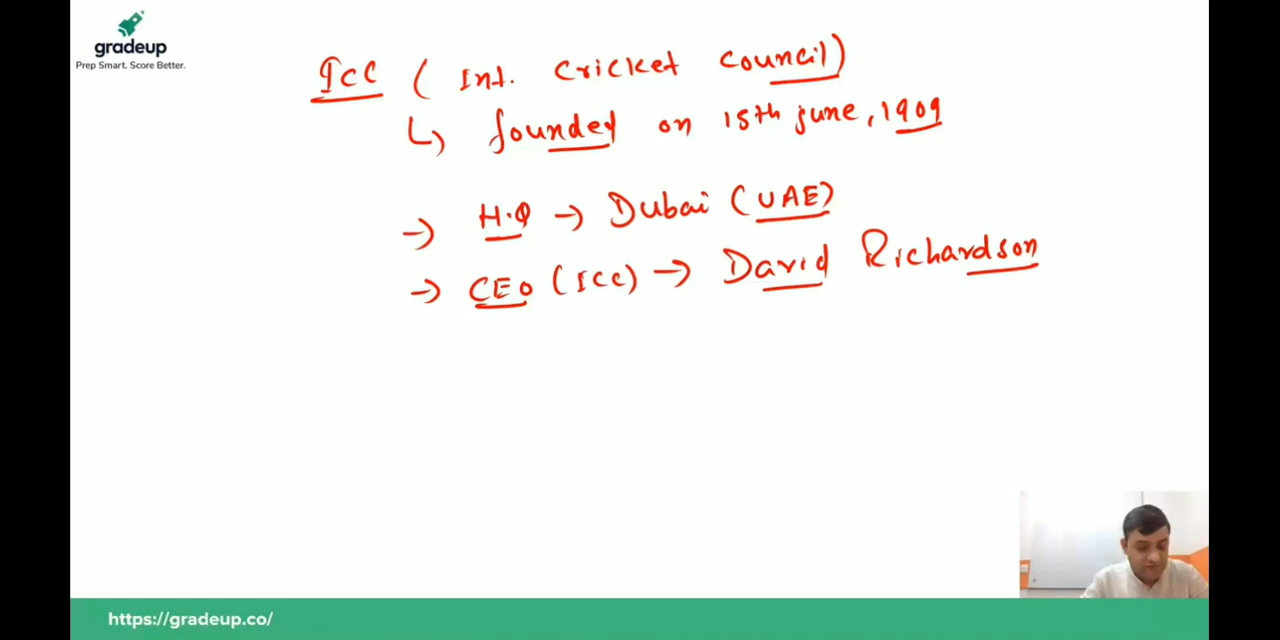 gradeup
Prep Smart. Score Better.
ICC ( Int. Cricket Council)
↳ founded on 15th june, 1909
→ H.Q → Dubai (UAE)
→ CEO (ICC) → David Richardson
https://gradeup.co/